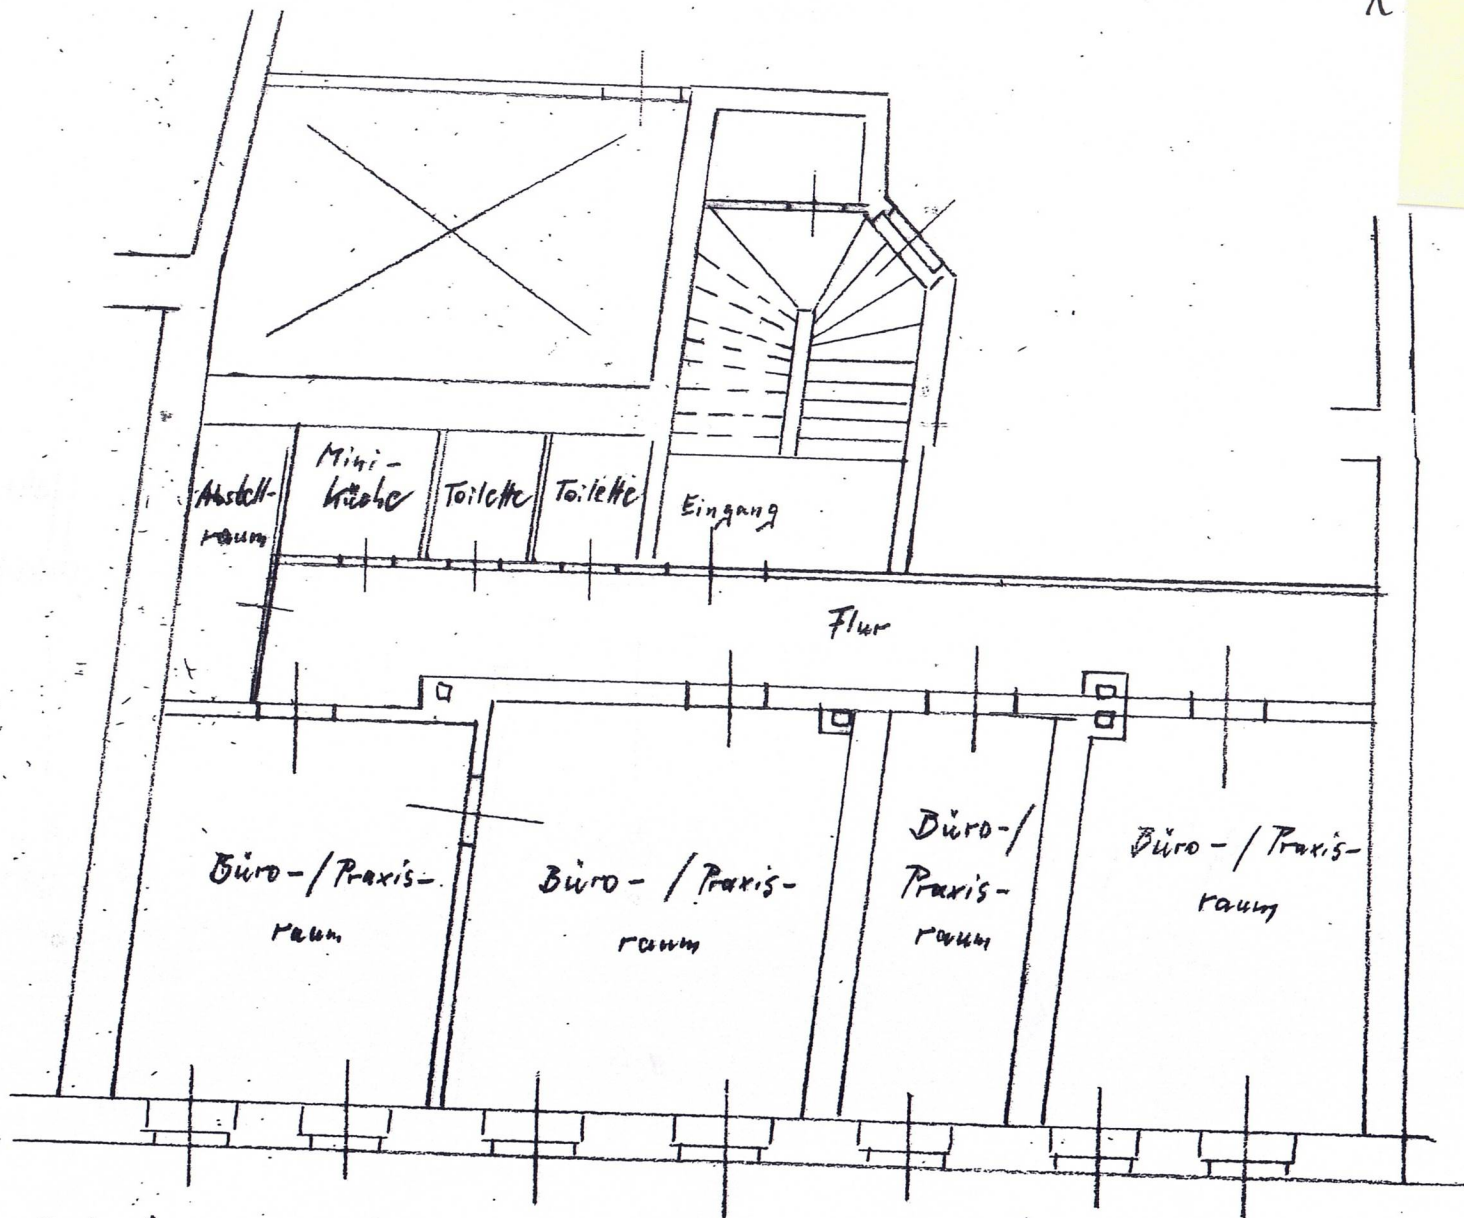 Mini-
küche
Abstell-
raum
Toilette
Toilette
Eingang
Flur
Büro-/Praxis-
raum
Büro-/Praxis-
raum
Büro-/
Praxis-
raum
Büro-/Praxis-
raum